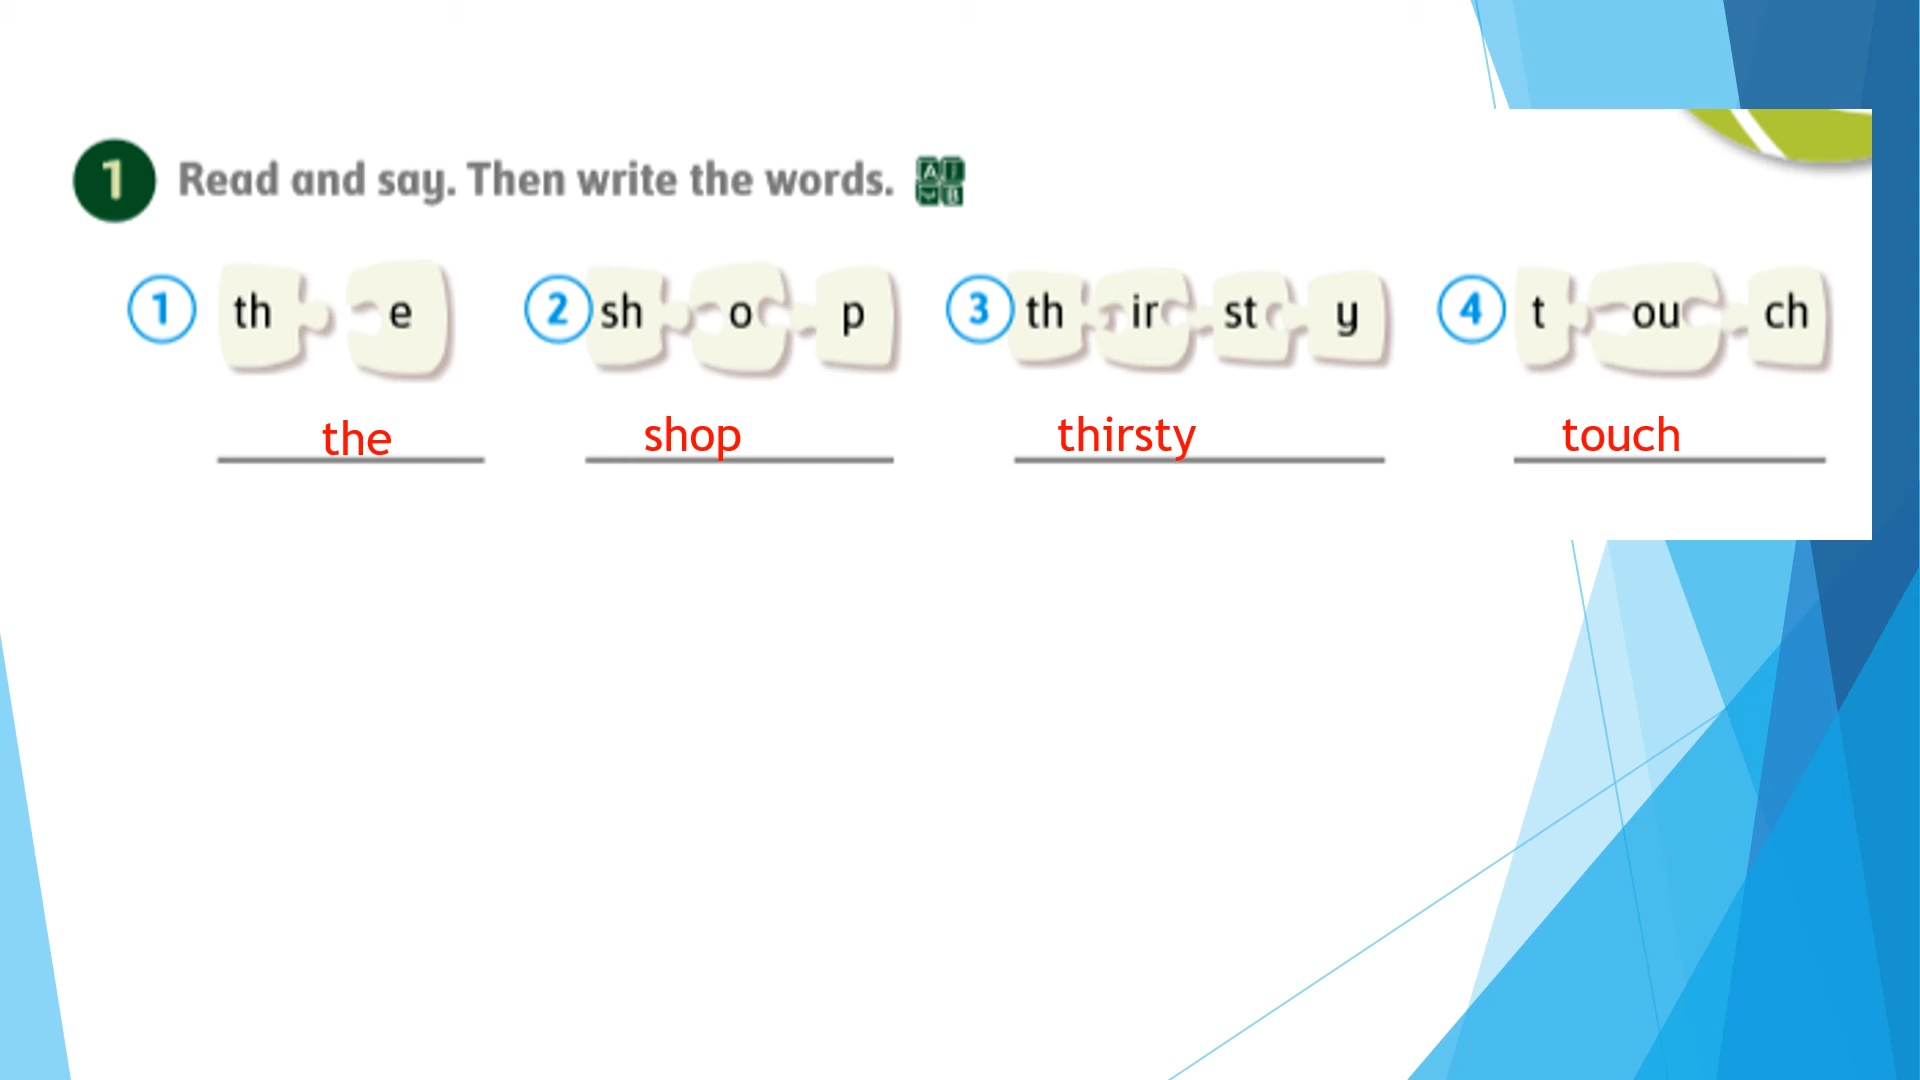 1 Read and say. Then write the words.
1 th e 2 sh o p 3 th ir st y 4 t ou ch
the shop thirsty touch